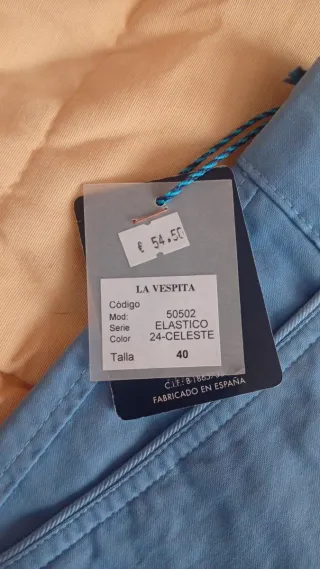 € 54.50
LA VESPITA
Código
Mod: 50502
Serie ELASTICO
Color 24-CELESTE
Talla 40
FABRICADO EN ESPAÑA